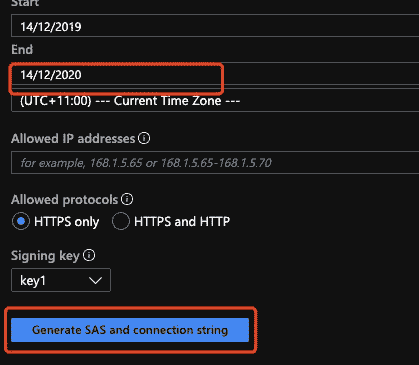 Start
14/12/2019
End
14/12/2020
(UTC+11:00) --- Current Time Zone ---
Allowed IP addresses
for example, 168.1.5.65 or 168.1.5.65-168.1.5.70
Allowed protocols
HTTPS only HTTPS and HTTP
Signing key
key1
Generate SAS and connection string